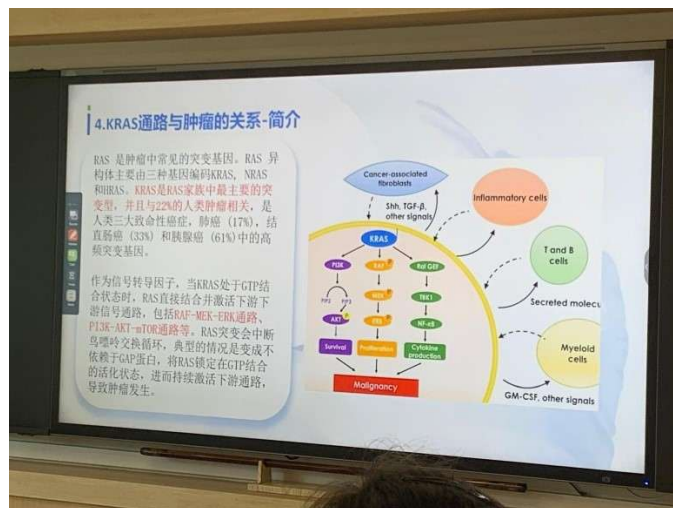 4.KRAS通路与肿瘤的关系-简介
RAS 是肿瘤中常见的突变基因。RAS 异
构体主要由三种基因编码KRAS, NRAS
和HRAS。KRAS是RAS家族中最主要的突
变型，并且与22%的人类肿瘤相关，是
人类三大致命性癌症，肺癌（17%），结
直肠癌（33%）和胰腺癌（61%）中的高
频突变基因。
作为信号转导因子，当KRAS处于GTP结
合状态时，RAS直接结合并激活下游下
游信号通路，包括RAF-MEK-ERK通路、
PI3K-AKT-mTOR通路等。RAS突变会中断
鸟嘌呤交换循环，典型的情况是变成不
依赖于GAP蛋白，将RAS锁定在GTP结合
的活化状态，进而持续激活下游通路，
导致肿瘤发生。
Cancer-associated
fibroblasts
Shh, TGF-β,
other signals
Inflammatory cells
KRAS
PI3K
RAF
Ral GEF
PIP2
PIP3
MEK
TBK1
AKT
ERK
NF-κB
Survival
Proliferation
Cytokine
production
Malignancy
T and B
cells
Secreted molecu
Myeloid
cells
GM-CSF, other signals